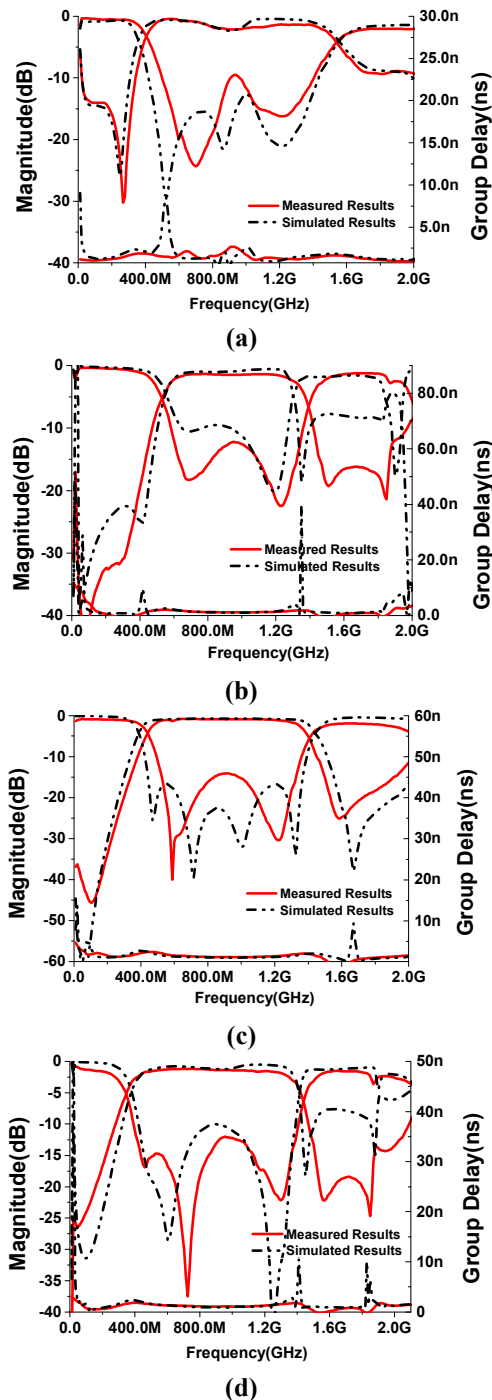 0
-10
-20
-30
-40
Magnitude(dB)
30.0n
25.0n
20.0n
15.0n
10.0n
5.0n
Group Delay(ns)
Measured Results
Simulated Results
0.0 400.0M 800.0M 1.2G 1.6G 2.0G
Frequency(GHz)
(a)
0
-10
-20
-30
-40
Magnitude(dB)
80.0n
60.0n
40.0n
20.0n
0.0
Group Delay(ns)
Measured Results
Simulated Results
0.0 400.0M 800.0M 1.2G 1.6G 2.0G
Frequency(GHz)
(b)
0
-10
-20
-30
-40
-50
-60
Magnitude(dB)
60n
50n
40n
30n
20n
10n
0
Group Delay(ns)
Measured Results
Simulated Results
0.0 400.0M 800.0M 1.2G 1.6G 2.0G
Frequency(GHz)
(c)
0
-5
-10
-15
-20
-25
-30
-35
-40
Magnitude(dB)
50n
40n
30n
20n
10n
0
Group Delay(ns)
Measured Results
Simulated Results
0.0 400.0M 800.0M 1.2G 1.6G 2.0G
Frequency(GHz)
(d)